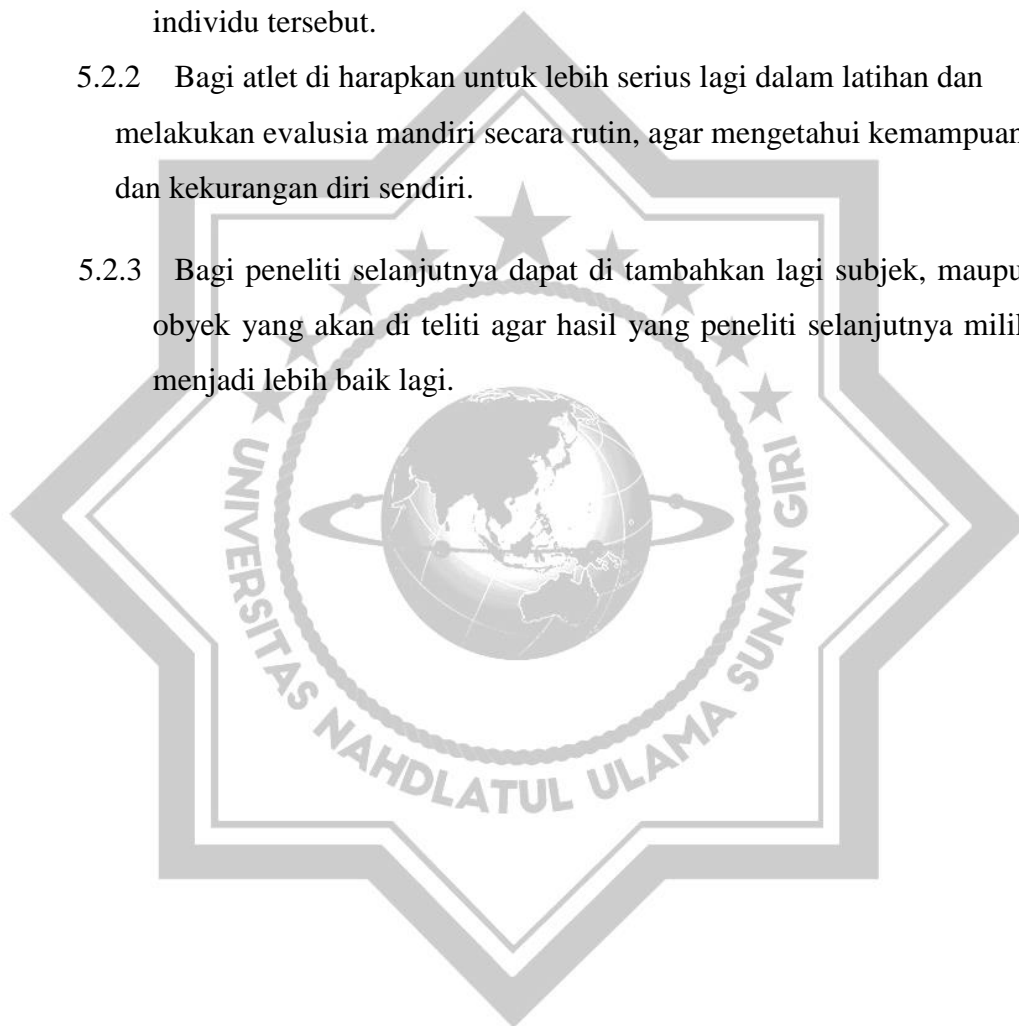 individu tersebut.
5.2.2 Bagi atlet di harapkan untuk lebih serius lagi dalam latihan dan
melakukan evalusia mandiri secara rutin, agar mengetahui kemampuan
dan kekurangan diri sendiri.
5.2.3 Bagi peneliti selanjutnya dapat di tambahkan lagi subjek, maupu
obyek yang akan di teliti agar hasil yang peneliti selanjutnya mili
menjadi lebih baik lagi.
UNIVERSITAS NAHDLATUL ULAMA SUNAN GIRI